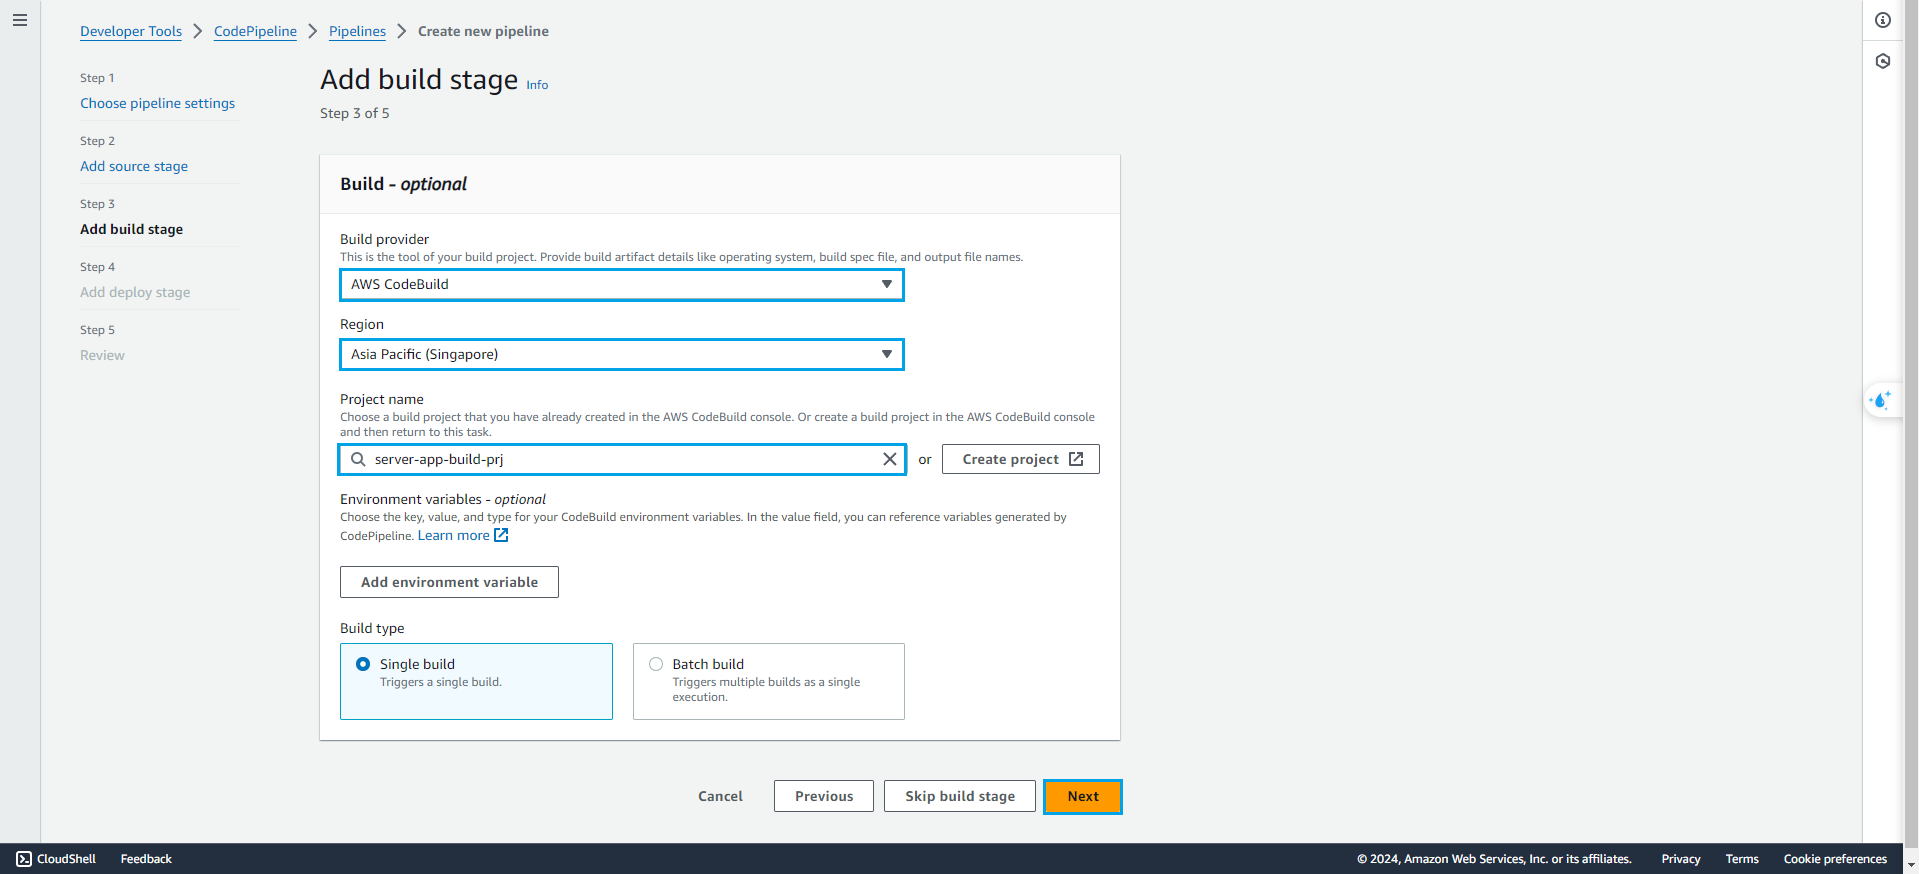 Developer Tools
CodePipeline
Pipelines
Create new pipeline
Step 1
Choose pipeline settings
Step 2
Add source stage
Step 3
Add build stage
Step 4
Add deploy stage
Step 5
Review
Add build stage Info
Step 3 of 5
Build - optional
Build provider
This is the tool of your build project. Provide build artifact details like operating system, build spec file, and output file names.
AWS CodeBuild
Region
Asia Pacific (Singapore)
Project name
Choose a build project that you have already created in the AWS CodeBuild console. Or create a build project in the AWS CodeBuild console
and then return to this task.
server-app-build-prj
or
Create project
Environment variables - optional
Choose the key, value, and type for your CodeBuild environment variables. In the value field, you can reference variables generated by
CodePipeline. Learn more
Add environment variable
Build type
Single build
Triggers a single build.
Batch build
Triggers multiple builds as a single
execution.
Cancel
Previous
Skip build stage
Next
CloudShell
Feedback
© 2024, Amazon Web Services, Inc. or its affiliates.
Privacy
Terms
Cookie preferences